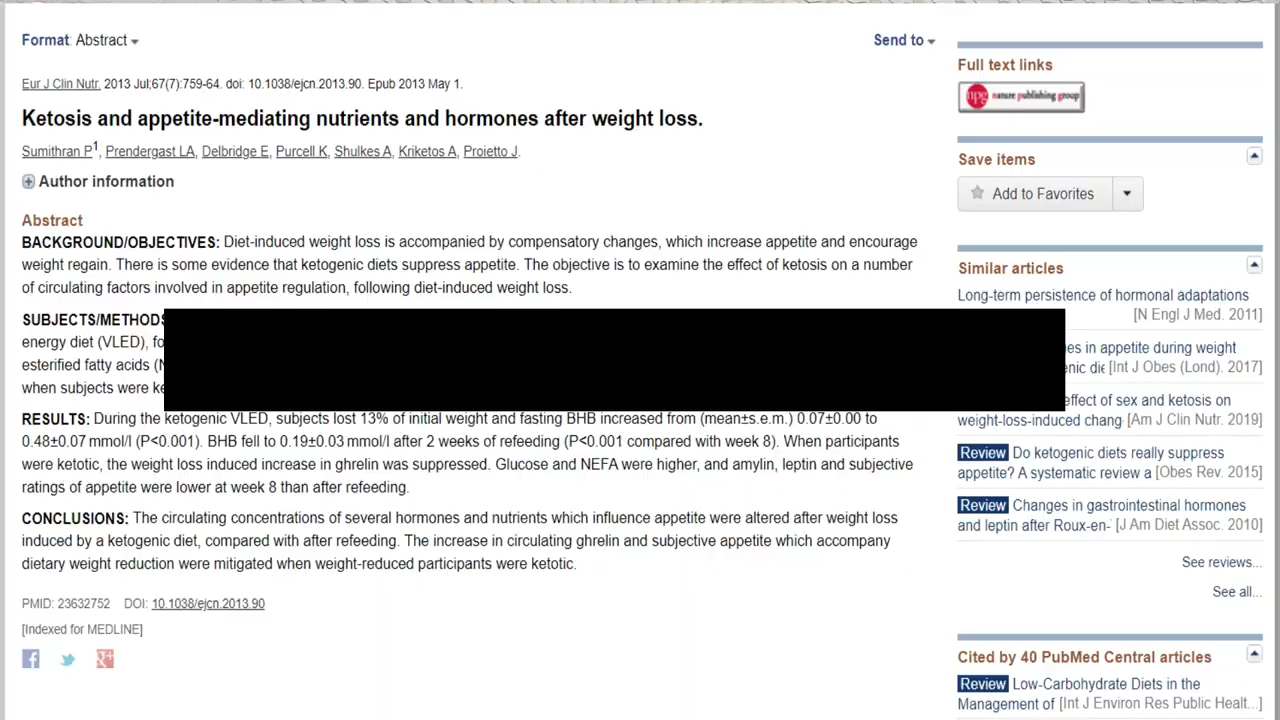 Format: Abstract
Send to
Eur J Clin Nutr. 2013 Jul;67(7):759-64. doi: 10.1038/ejcn.2013.90. Epub 2013 May 1.
Ketosis and appetite-mediating nutrients and hormones after weight loss.
Sumithran P1, Prendergast LA, Delbridge E, Purcell K, Shulkes A, Kriketos A, Proietto J.
Author information
Abstract
BACKGROUND/OBJECTIVES: Diet-induced weight loss is accompanied by compensatory changes, which increase appetite and encourage
weight regain. There is some evidence that ketogenic diets suppress appetite. The objective is to examine the effect of ketosis on a number
of circulating factors involved in appetite regulation, following diet-induced weight loss.
SUBJECTS/METHODS
energy diet (VLED),
esterified fatty acids
when subjects were
RESULTS: During the ketogenic VLED, subjects lost 13% of initial weight and fasting BHB increased from (mean±s.e.m.) 0.07±0.00 to
0.48±0.07 mmol/l (P<0.001). BHB fell to 0.19±0.03 mmol/l after 2 weeks of refeeding (P<0.001 compared with week 8). When participants
were ketotic, the weight loss induced increase in ghrelin was suppressed. Glucose and NEFA were higher, and amylin, leptin and subjective
ratings of appetite were lower at week 8 than after refeeding.
CONCLUSIONS: The circulating concentrations of several hormones and nutrients which influence appetite were altered after weight loss
induced by a ketogenic diet, compared with after refeeding. The increase in circulating ghrelin and subjective appetite which accompany
dietary weight reduction were mitigated when weight-reduced participants were ketotic.
PMID: 23632752 DOI: 10.1038/ejcn.2013.90
[Indexed for MEDLINE]
Full text links
npg nature publishing group
Save items
Add to Favorites
Similar articles
Long-term persistence of hormonal adaptations
[N Engl J Med. 2011]
in appetite during weight
[Int J Obes (Lond). 2017]
of sex and ketosis on
weight-loss-induced chang [Am J Clin Nutr. 2019]
Review Do ketogenic diets really suppress
appetite? A systematic review a [Obes Rev. 2015]
Review Changes in gastrointestinal hormones
and leptin after Roux-en- [J Am Diet Assoc. 2010]
See reviews...
See all...
Cited by 40 PubMed Central articles
Review Low-Carbohydrate Diets in the
Management of [Int J Environ Res Public Healt...]